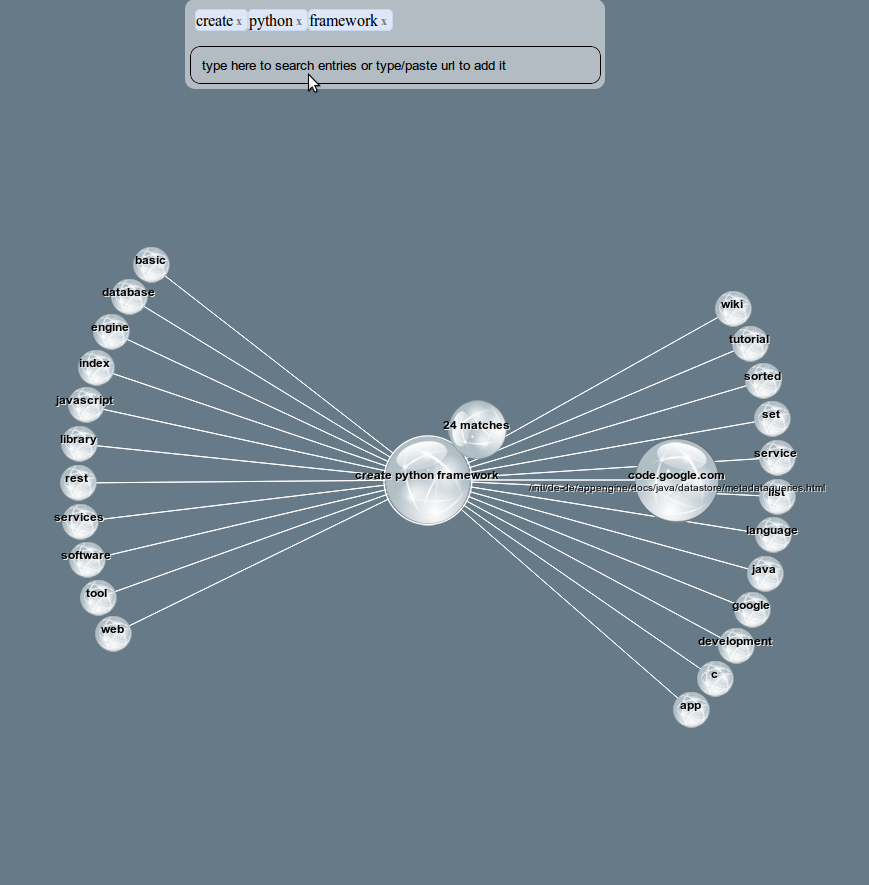 create x python x framework x
type here to search entries or type/paste url to add it
basic
database
engine
index
javascript
library
rest
services
software
tool
web
24 matches
create python framework
code.google.com
/intl/de-de/appengine/docs/java/datastore/metadataqueries.html
wiki
tutorial
sorted
set
service
list
language
java
google
development
c
app